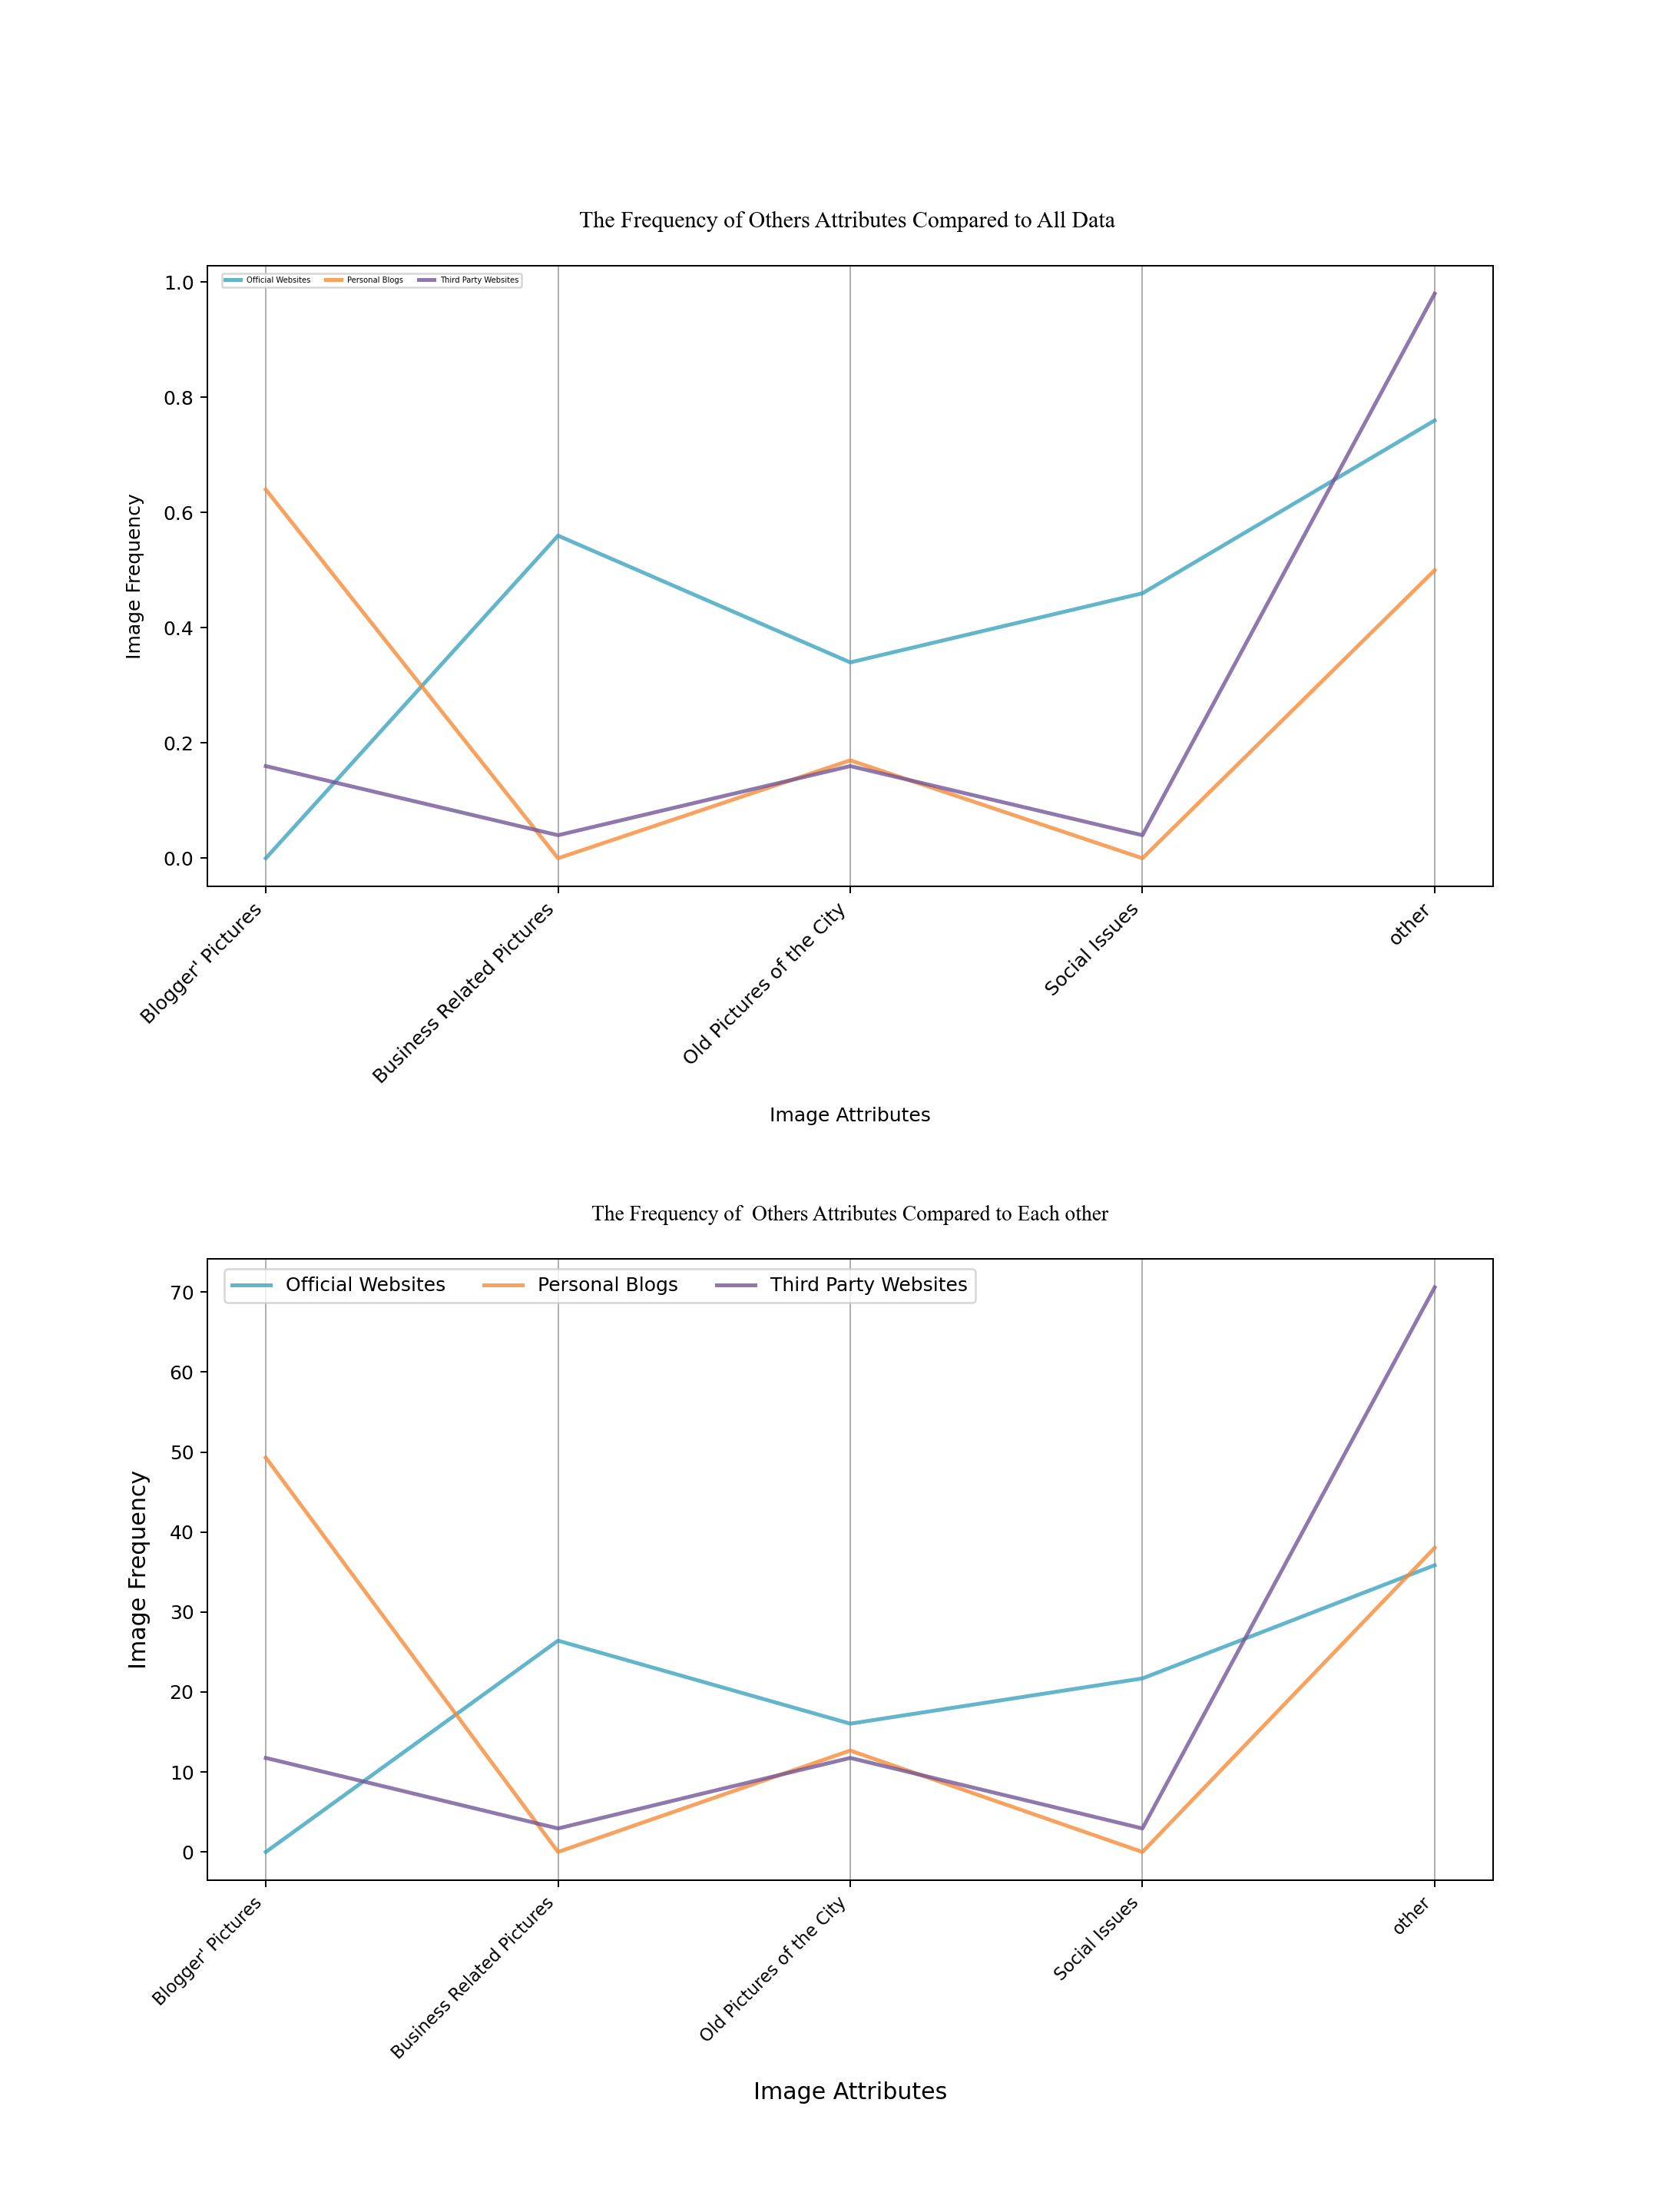 The Frequency of Others Attributes Compared to All Data
Official Websites Personal Blogs Third Party Websites
1.0
0.8
0.6
0.4
0.2
0.0
Image Frequency
Blogger' Pictures
Business Related Pictures
Old Pictures of the City
Social Issues
other
Image Attributes
The Frequency of  Others Attributes Compared to Each other
Official Websites Personal Blogs Third Party Websites
70
60
50
40
30
20
10
0
Image Frequency
Blogger' Pictures
Business Related Pictures
Old Pictures of the City
Social Issues
other
Image Attributes